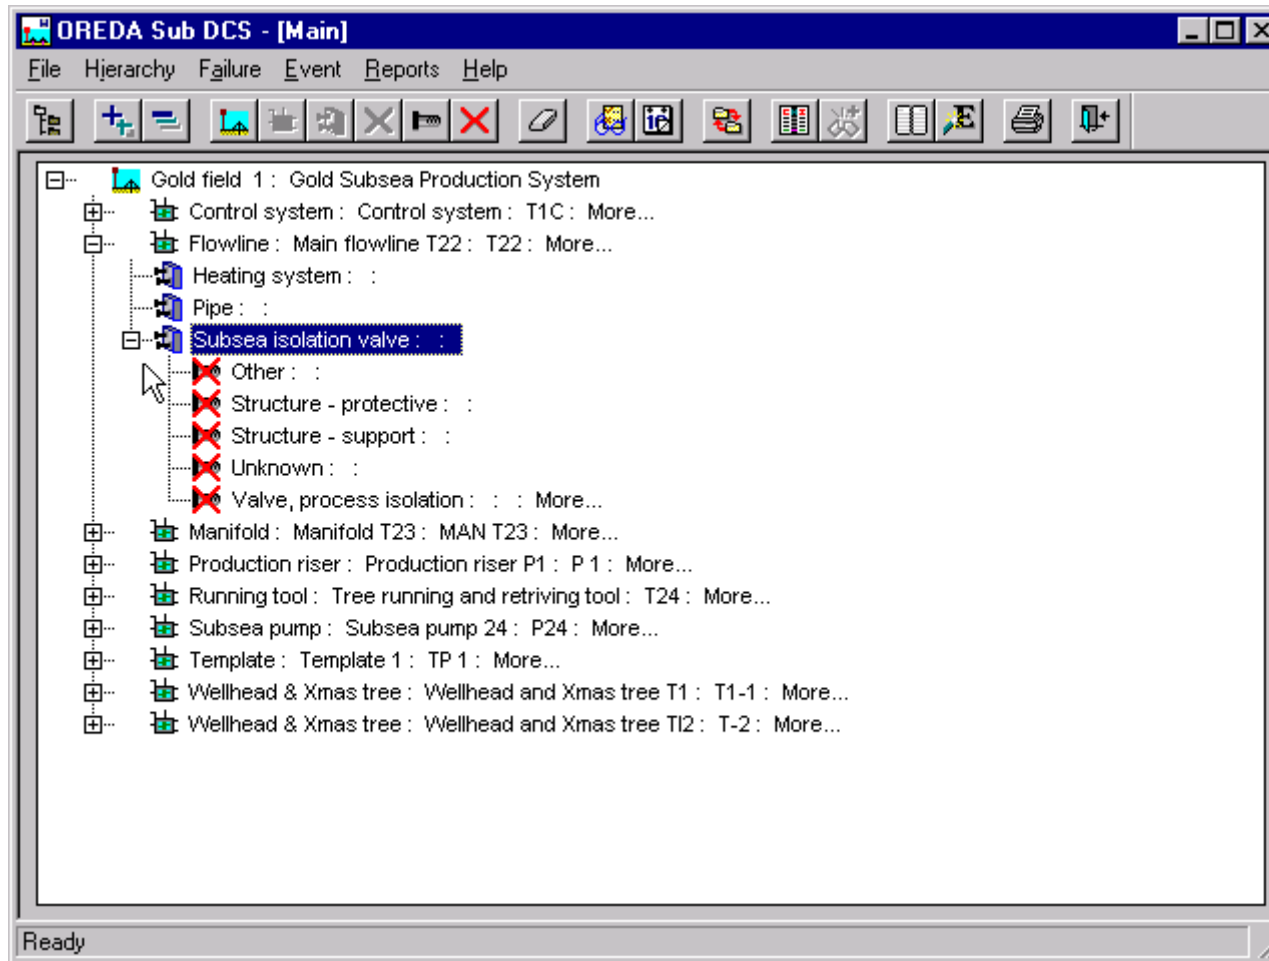 OREDA Sub DCS - [Main]
File Hierarchy Failure Event Reports Help
Gold field 1 : Gold Subsea Production System
Control system : Control system : T1C : More...
Flowline : Main flowline T22 : T22 : More...
Heating system : :
Pipe : :
Subsea isolation valve : :
Other : :
Structure - protective : :
Structure - support : :
Unknown : :
Valve, process isolation : : : More...
Manifold : Manifold T23 : MAN T23 : More...
Production riser : Production riser P1 : P 1 : More...
Running tool : Tree running and retriving tool : T24 : More...
Subsea pump : Subsea pump 24 : P24 : More...
Template : Template 1 : TP 1 : More...
Wellhead & Xmas tree : Wellhead and Xmas tree T1 : T1-1 : More...
Wellhead & Xmas tree : Wellhead and Xmas tree TI2 : T-2 : More...
Ready